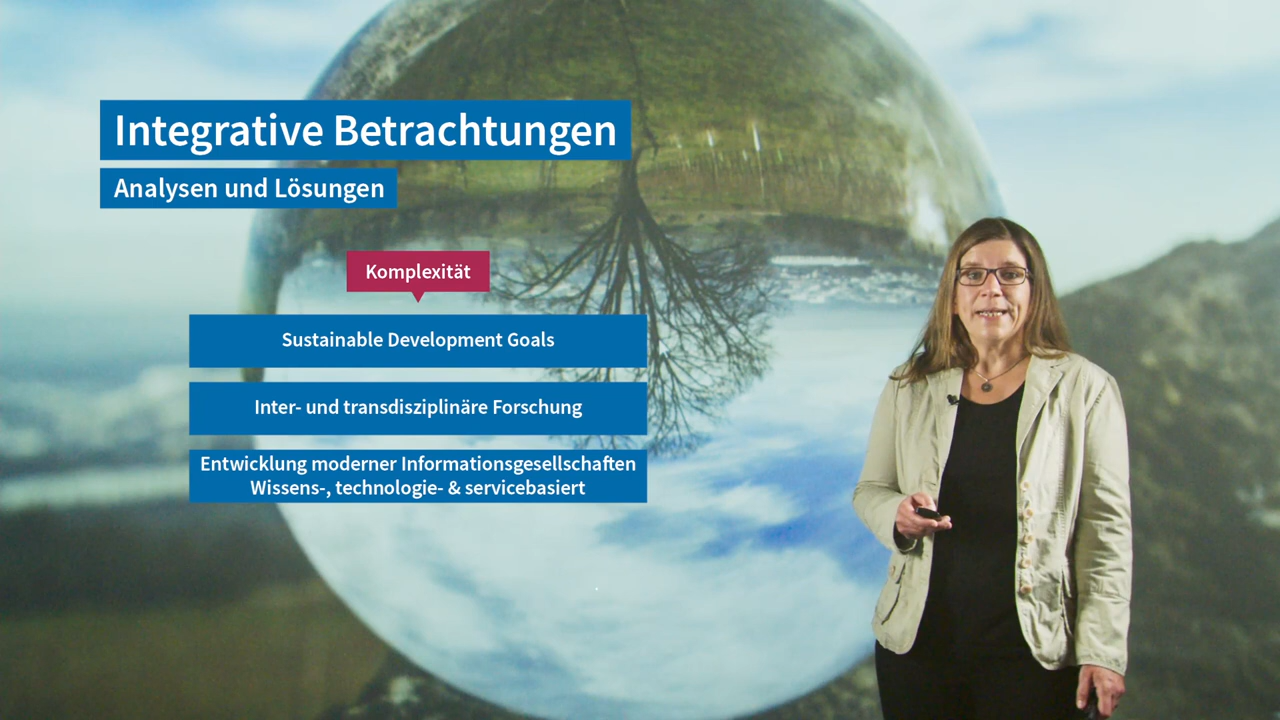 Integrative Betrachtungen
Analysen und Lösungen
Komplexität
Sustainable Development Goals
Inter- und transdisziplinäre Forschung
Entwicklung moderner Informationsgesellschaften
Wissens-, technologie- & servicebasiert